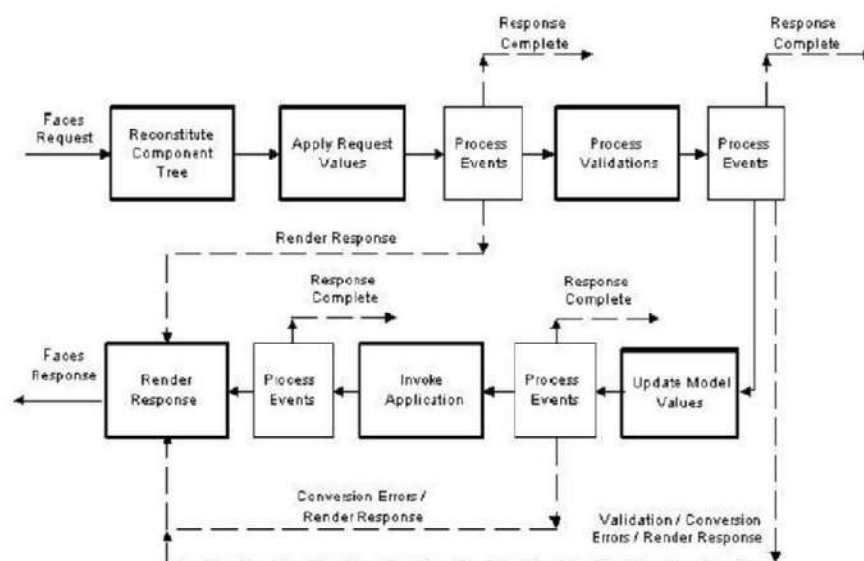 Response
Complete
Response
Complete
Faces
Request
Reconstitute
Component
Tree
Apply Request
Values
Process
Events
Process
Validations
Process
Events
Render Response
Response
Complete
Response
Complete
Faces
Response
Render
Response
Process
Events
Invoke
Application
Process
Events
Update Model
Values
Conversion Errors /
Render Response
Validation / Conversion
Errors / Render Response